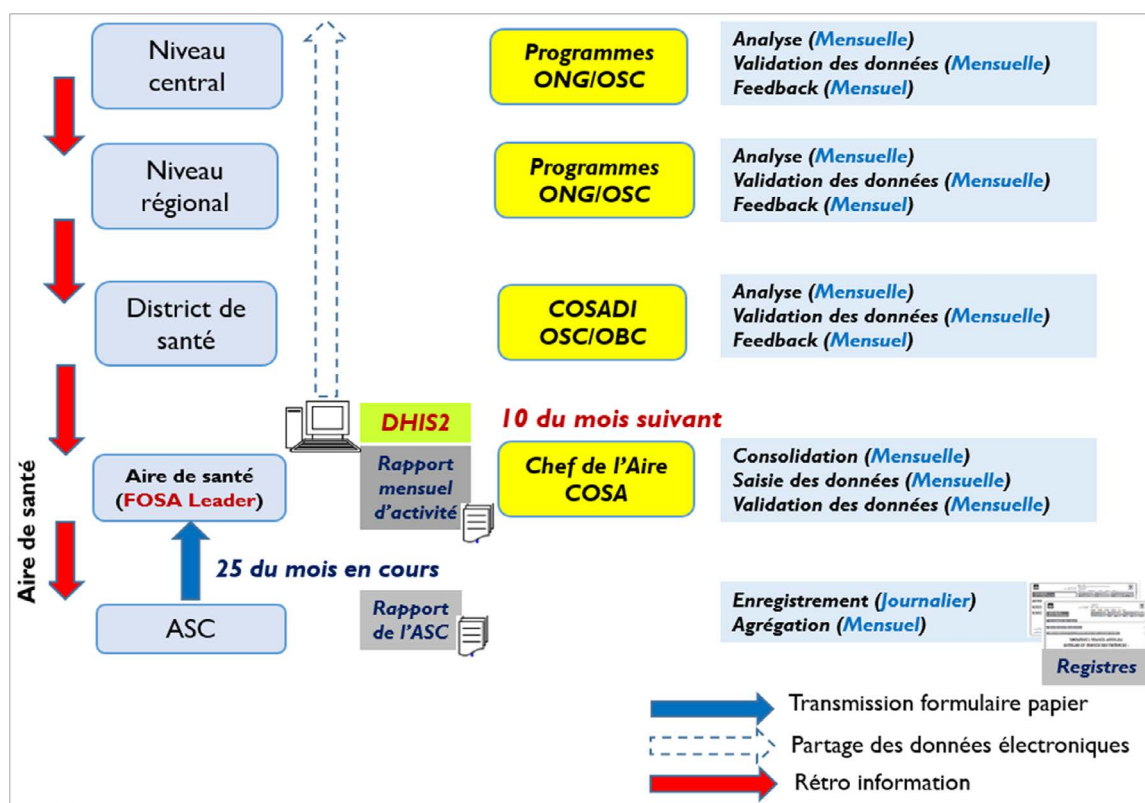 Niveau
central
Programmes
ONG/OSC
Analyse (Mensuelle)
Validation des données (Mensuelle)
Feedback (Mensuel)
Niveau
régional
Programmes
ONG/OSC
Analyse (Mensuelle)
Validation des données (Mensuelle)
Feedback (Mensuel)
District de
santé
COSADI
OSC/OBC
Analyse (Mensuelle)
Validation des données (Mensuelle)
Feedback (Mensuel)
DHIS2
10 du mois suivant
Aire de santé
Aire de santé
(FOSA Leader)
Rapport
mensuel
d'activité
Chef de l'Aire
COSA
Consolidation (Mensuelle)
Saisie des données (Mensuelle)
Validation des données (Mensuelle)
25 du mois en cours
ASC
Rapport
de l'ASC
Enregistrement (Journalier)
Agrégation (Mensuel)
Registres
Transmission formulaire papier
Partage des données électroniques
Rétro information